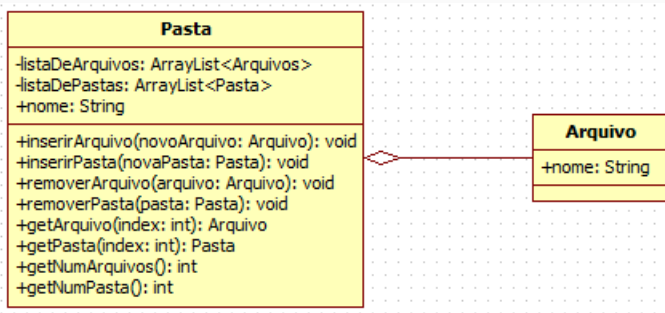 Pasta
-listaDeArquivos: ArrayList<Arquivos>
-listaDePastas: ArrayList<Pasta>
+nome: String
+inserirArquivo(novoArquivo: Arquivo): void
+inserirPasta(novaPasta: Pasta): void
+removerArquivo(arquivo: Arquivo): void
+removerPasta(pasta: Pasta): void
+getArquivo(index: int): Arquivo
+getPasta(index: int): Pasta
+getNumArquivos(): int
+getNumPasta(): int
Arquivo
+nome: String